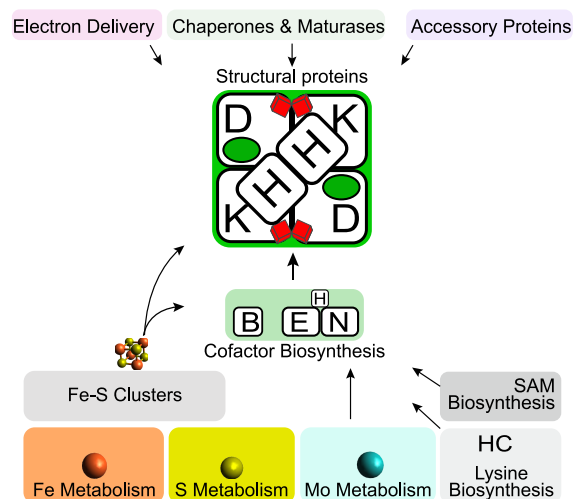 Electron Delivery
Chaperones & Maturases
Accessory Proteins
Structural proteins
D K
H
H
K D
H
B E N
Cofactor Biosynthesis
Fe-S Clusters
SAM
Biosynthesis
HC
Lysine
Biosynthesis
Fe Metabolism
S Metabolism
Mo Metabolism